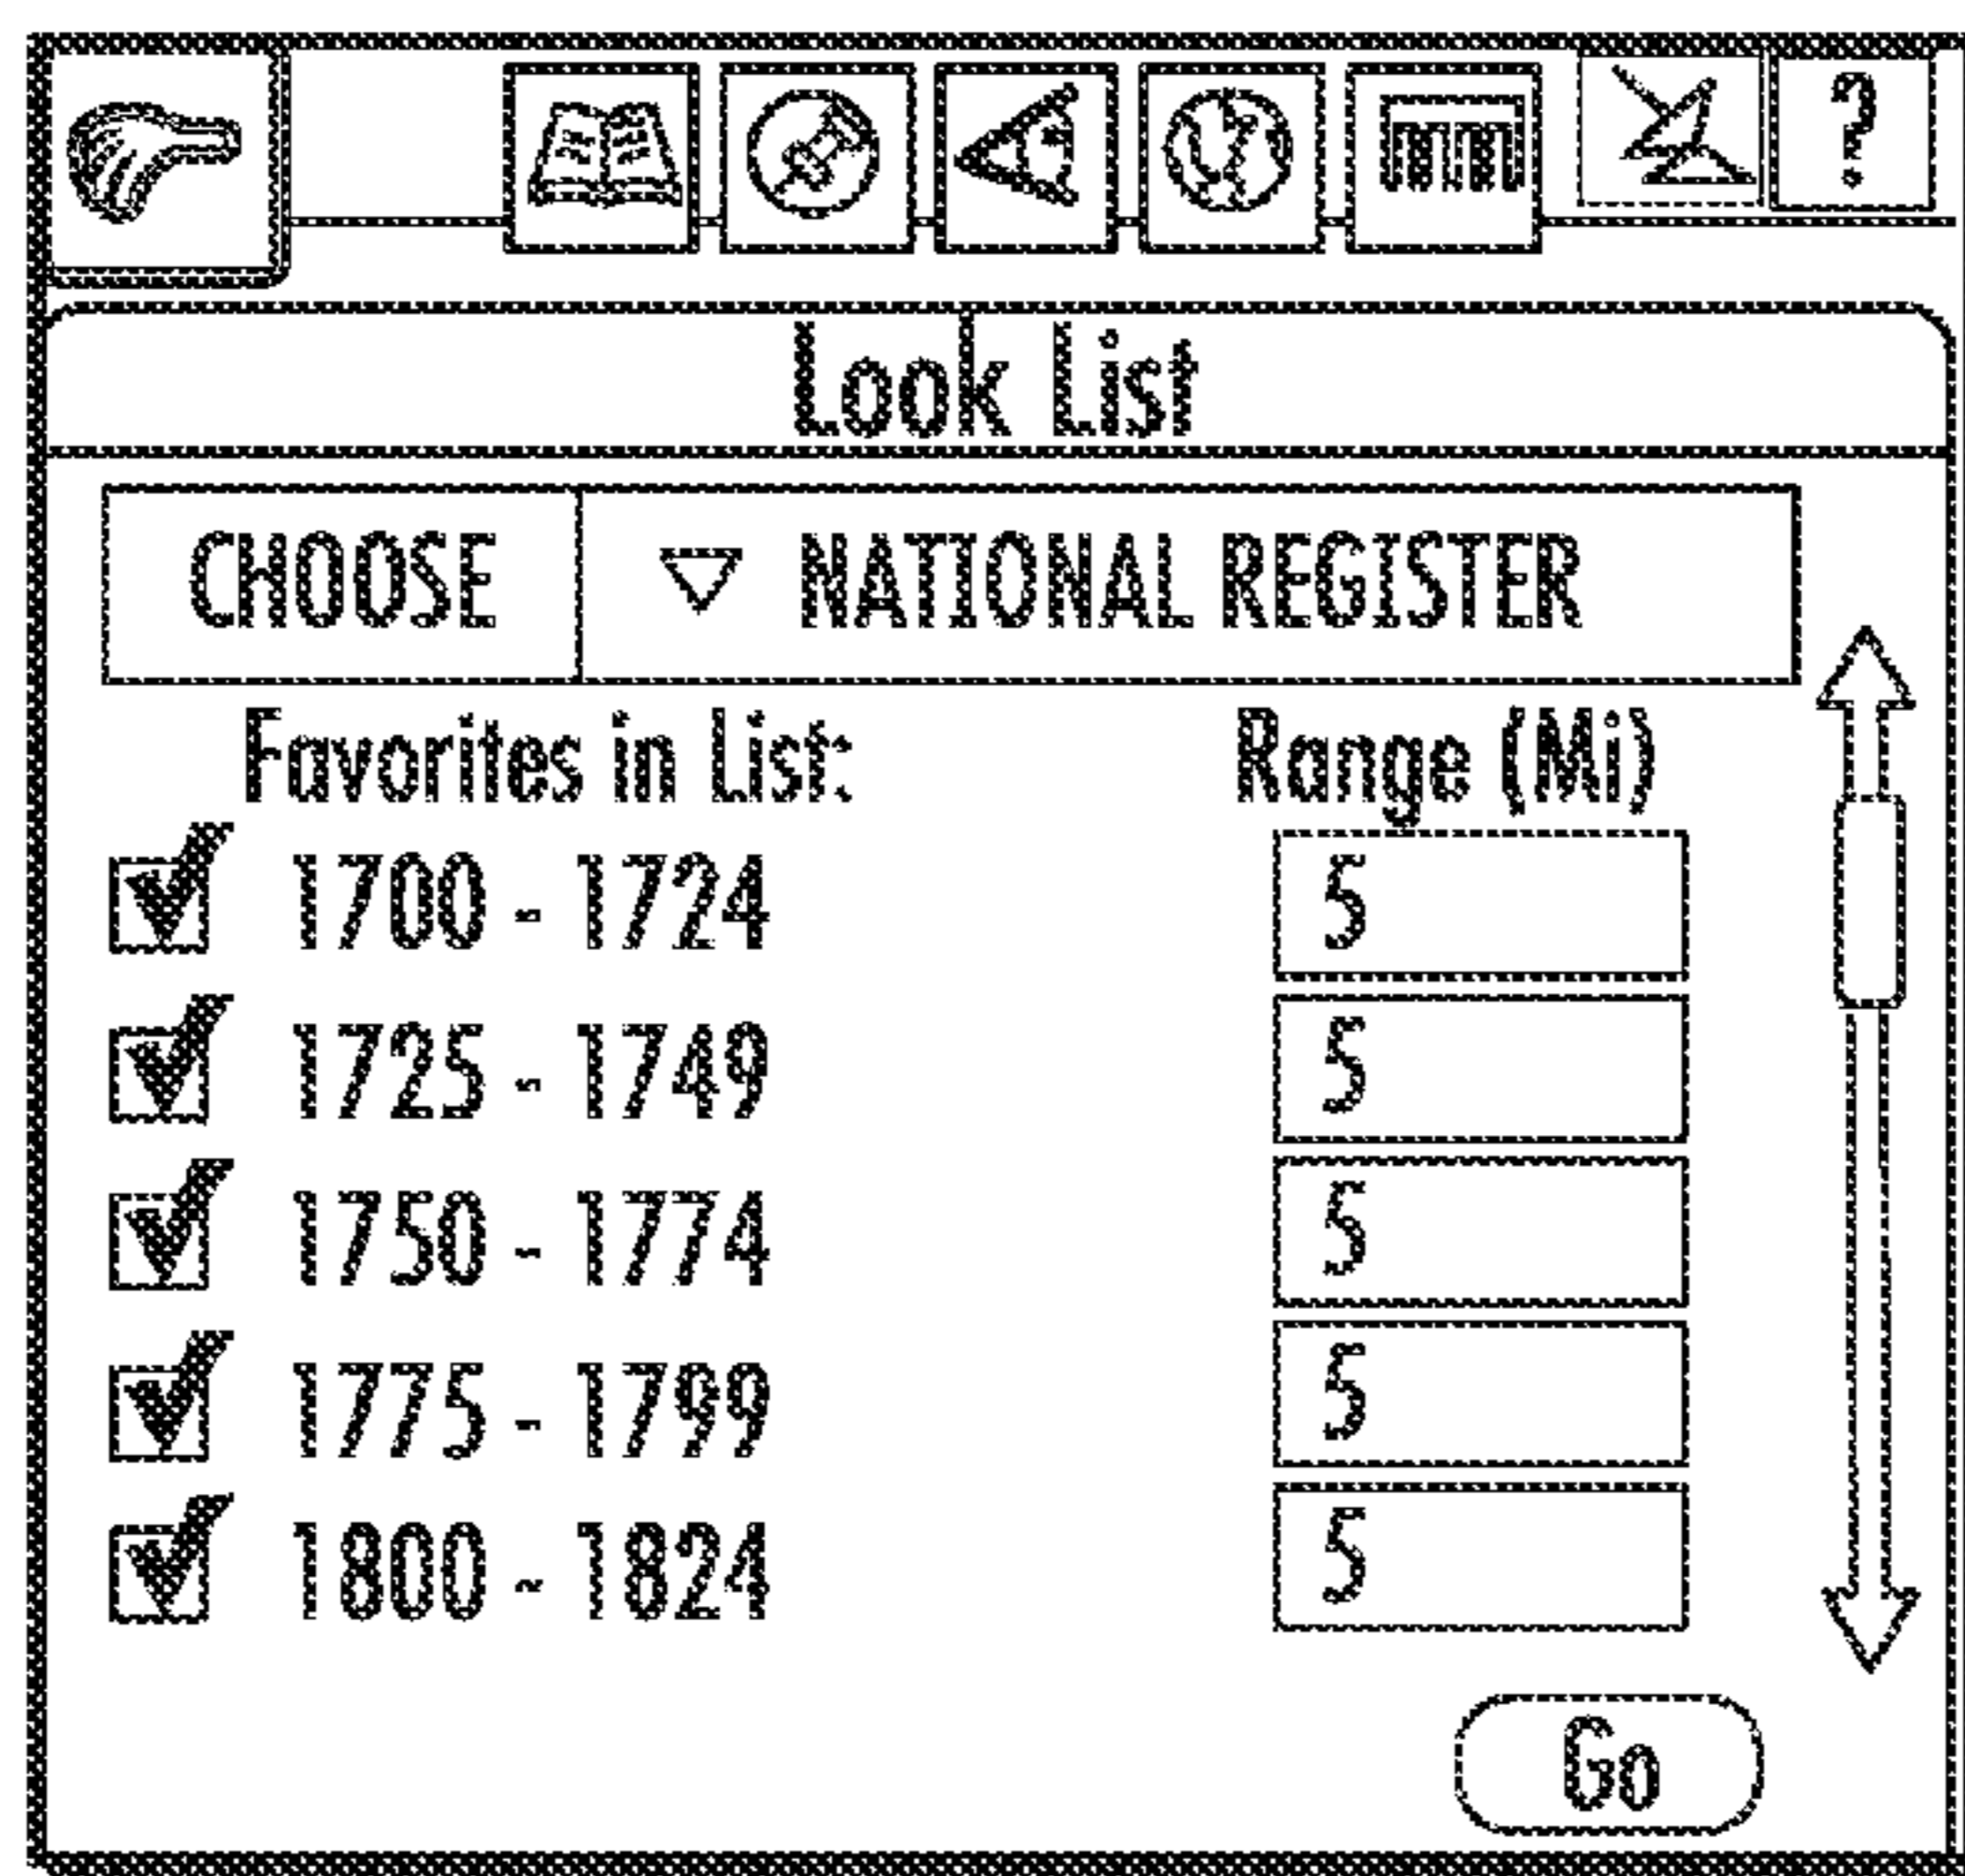 ?
Look List
CHOOSE ▽ NATIONAL REGISTER
Favorites in List: Range (Mi)
1700 - 1724 5
1725 - 1749 5
1750 - 1774 5
1775 - 1799 5
1800 - 1824 5
Go